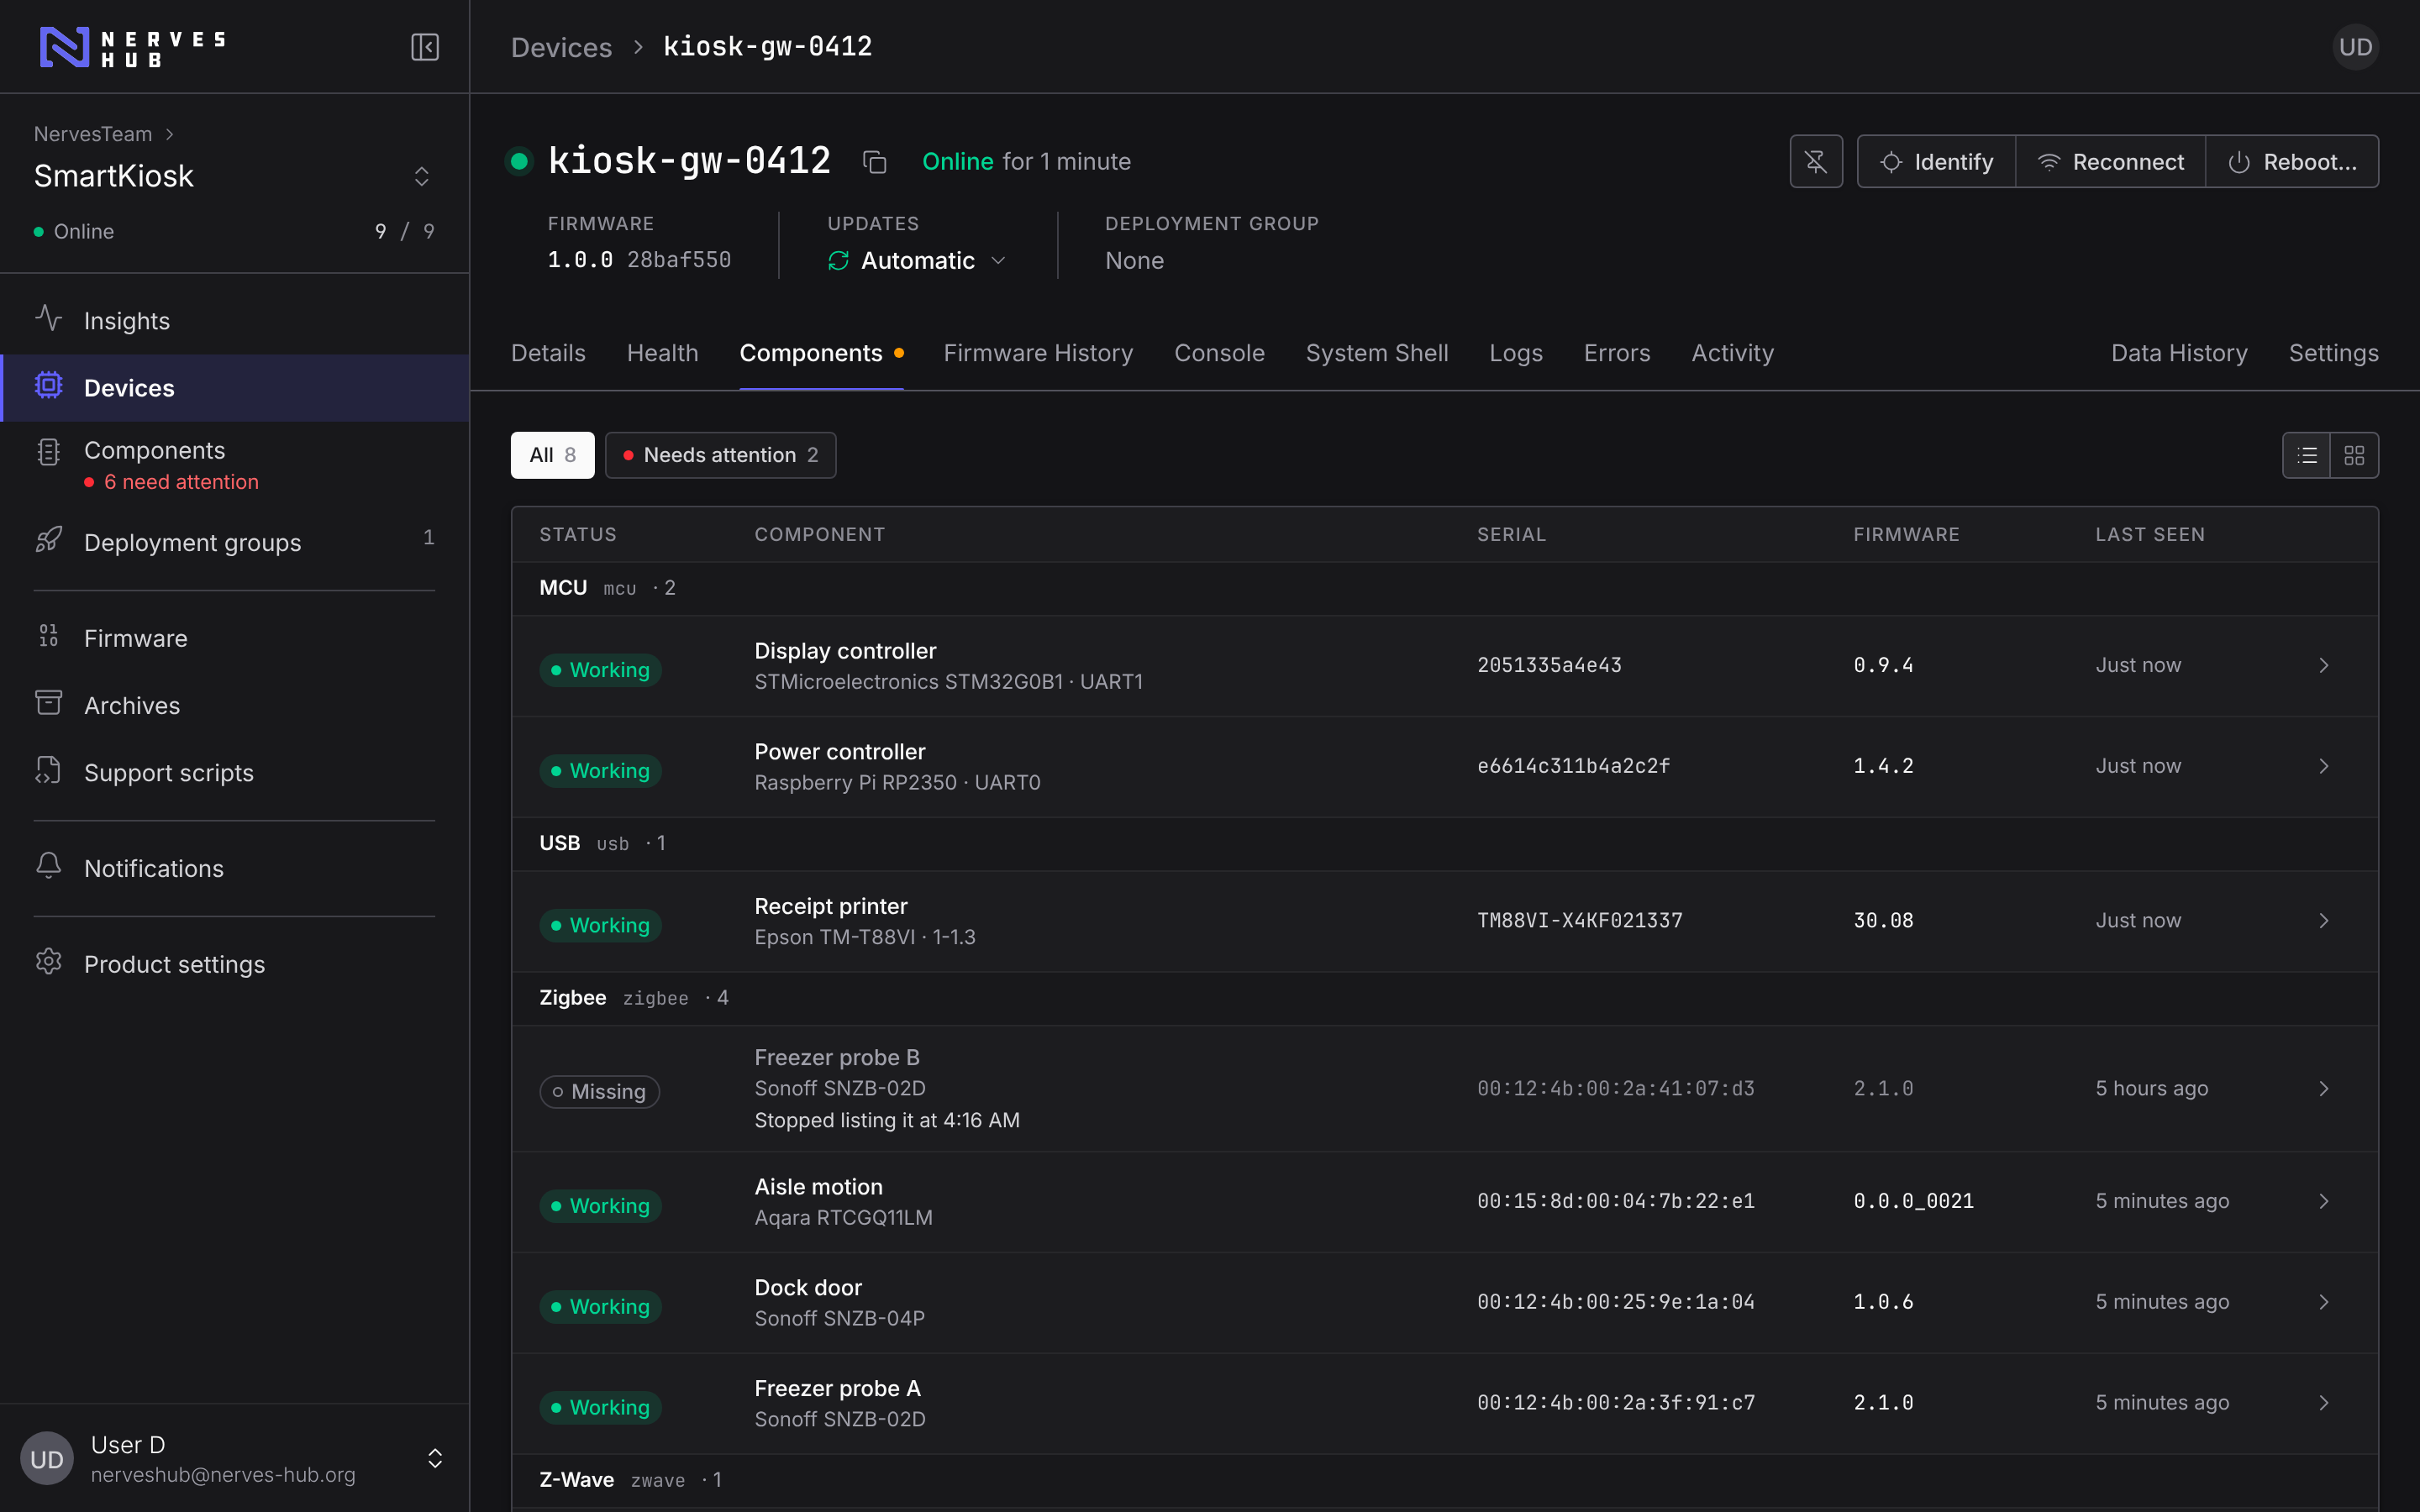 NERVES
HUB
Devices > kiosk-gw-0412
UD
NervesTeam >
SmartKiosk
Online 9 / 9
Insights
Devices
Components
6 need attention
Deployment groups 1
Firmware
Archives
Support scripts
Notifications
Product settings
UD
User D
nerveshub@nerves-hub.org
kiosk-gw-0412 Online for 1 minute
Identify Reconnect Reboot...
FIRMWARE UPDATES DEPLOYMENT GROUP
1.0.0 28baf550 Automatic None
Details Health Components Firmware History Console System Shell Logs Errors Activity Data History Settings
All 8 Needs attention 2
STATUS COMPONENT SERIAL FIRMWARE LAST SEEN
MCU mcu · 2
Display controller
Working 2051335a4e43 0.9.4 Just now
STMicroelectronics STM32G0B1 · UART1
Power controller
Working e6614c311b4a2c2f 1.4.2 Just now
Raspberry Pi RP2350 · UART0
USB usb · 1
Receipt printer
Working TM88VI-X4KF021337 30.08 Just now
Epson TM-T88VI · 1-1.3
Zigbee zigbee · 4
Freezer probe B
Missing Sonoff SNZB-02D 00:12:4b:00:2a:41:07:d3 2.1.0 5 hours ago
Stopped listing it at 4:16 AM
Aisle motion
Working 00:15:8d:00:04:7b:22:e1 0.0.0_0021 5 minutes ago
Aqara RTCGQ11LM
Dock door
Working 00:12:4b:00:25:9e:1a:04 1.0.6 5 minutes ago
Sonoff SNZB-04P
Freezer probe A
Working 00:12:4b:00:2a:3f:91:c7 2.1.0 5 minutes ago
Sonoff SNZB-02D
Z-Wave zwave · 1